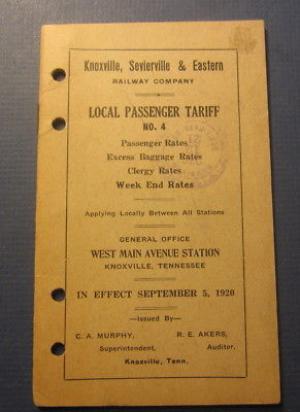 Knoxville, Sevierville & Eastern
RAILWAY COMPANY
LOCAL PASSENGER TARIFF
NO. 4
Passenger Rates
Excess Baggage Rates
Clergy Rates
Week End Rates
Applying Locally Between All Stations
GENERAL OFFICE
WEST MAIN AVENUE STATION
KNOXVILLE, TENNESSEE
IN EFFECT SEPTEMBER 5, 1920
—Issued By—
C. A. MURPHY, R. E. AKERS,
Superintendent, Auditor,
Knoxville, Tenn.